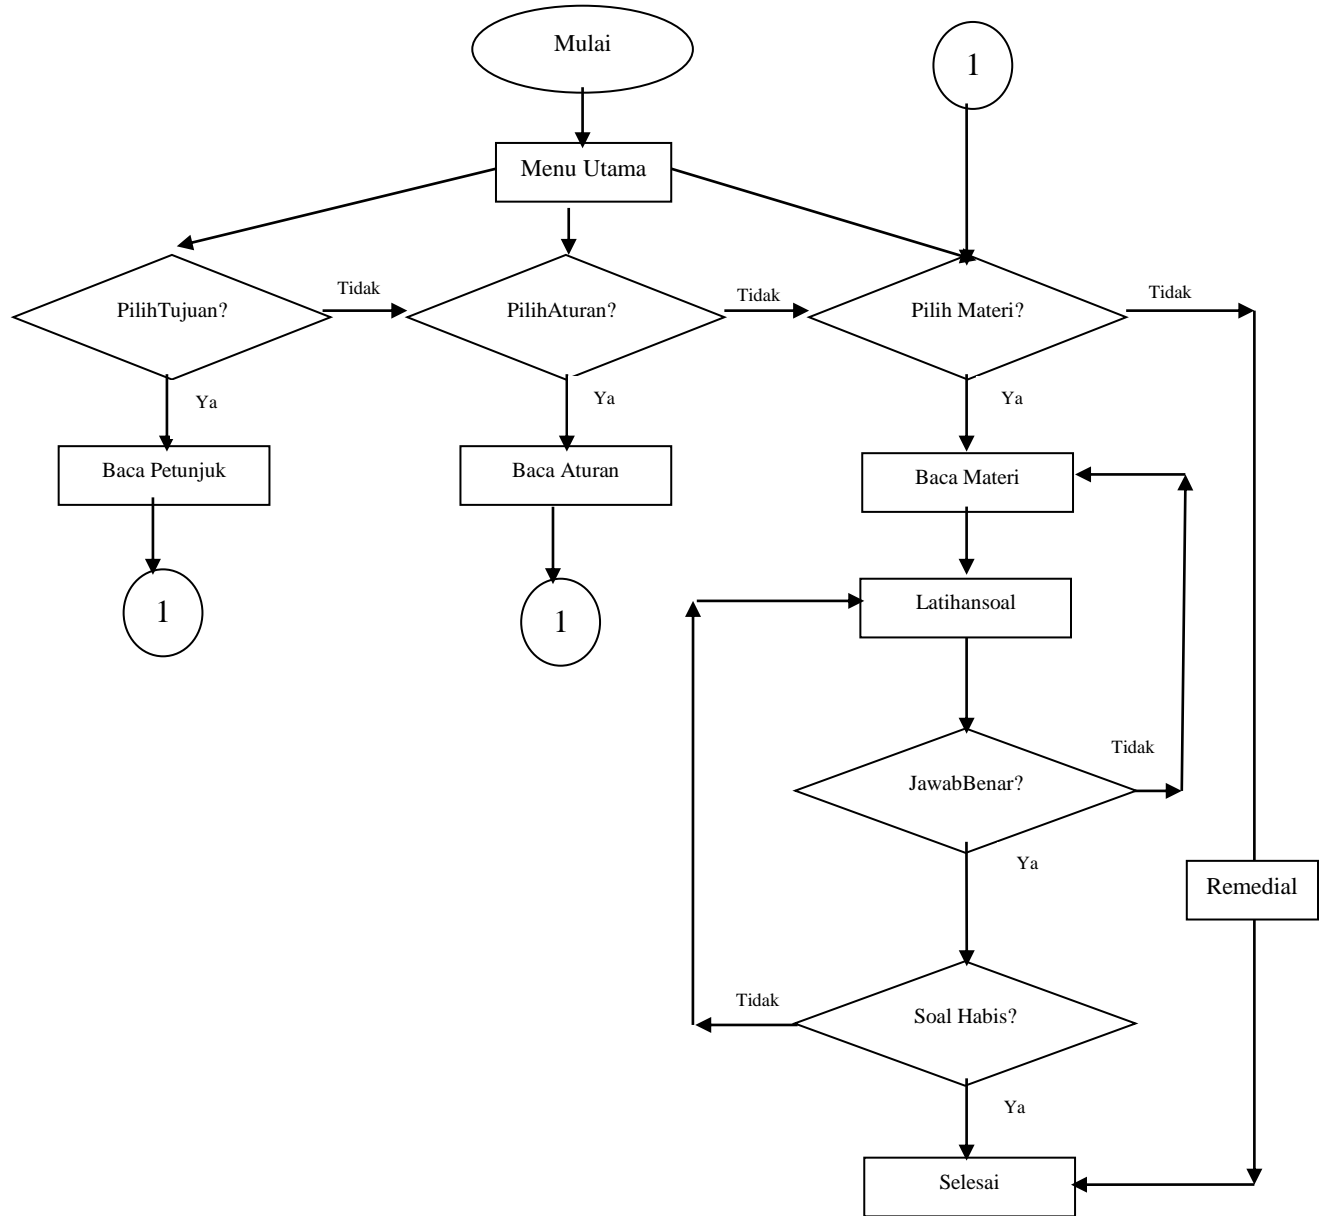 Mulai
1
Menu Utama
PilihTujuan?
Tidak
PilihAturan?
Tidak
Pilih Materi?
Tidak
Ya
Ya
Ya
Baca Petunjuk
Baca Aturan
Baca Materi
1
1
Latihansoal
Tidak
JawabBenar?
Ya
Remedial
Tidak
Soal Habis?
Ya
Selesai